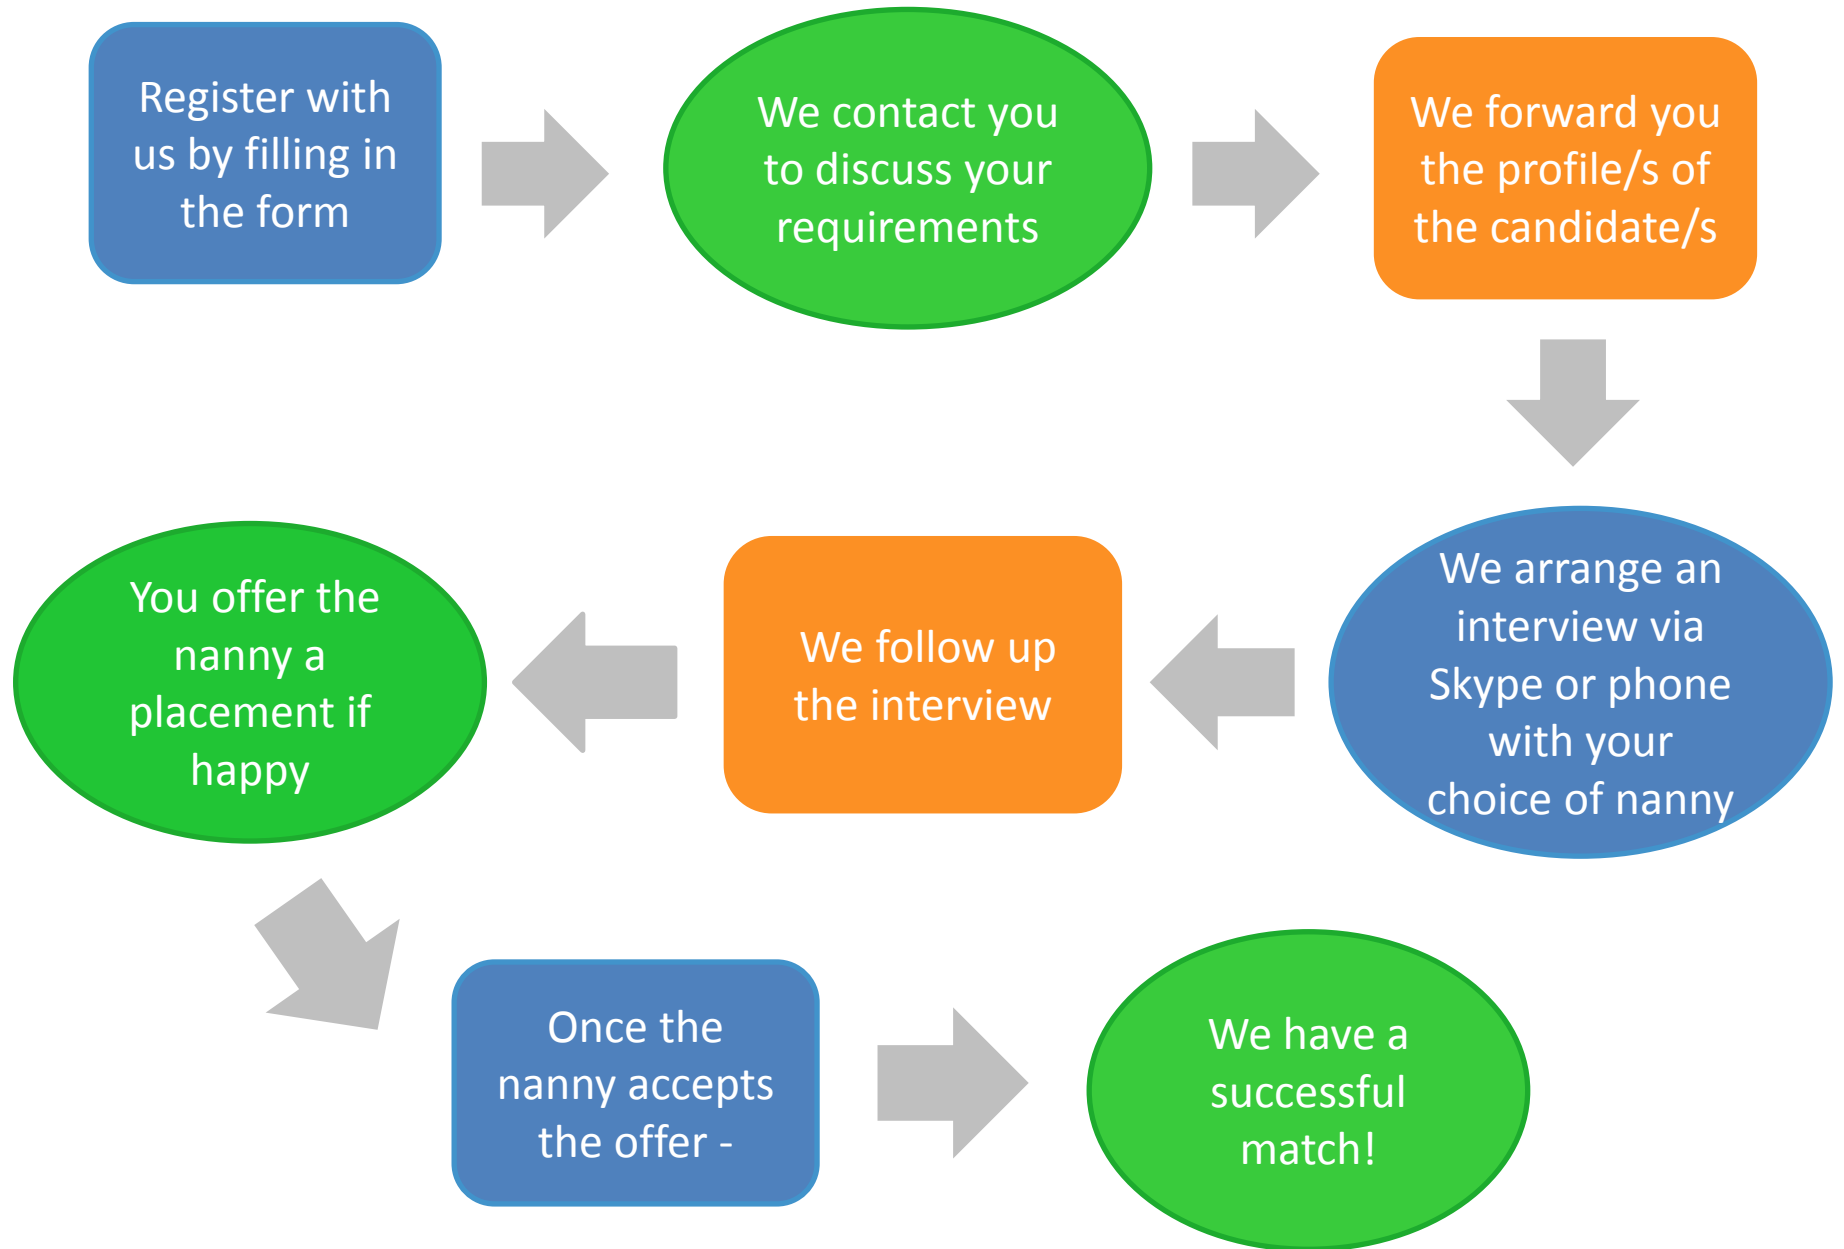 Register with
us by filling in
the form
We contact you
to discuss your
requirements
We forward you
the profile/s of
the candidate/s
We arrange an
interview via
Skype or phone
with your
choice of nanny
We follow up
the interview
You offer the
nanny a
placement if
happy
Once the
nanny accepts
the offer -
We have a
successful
match!